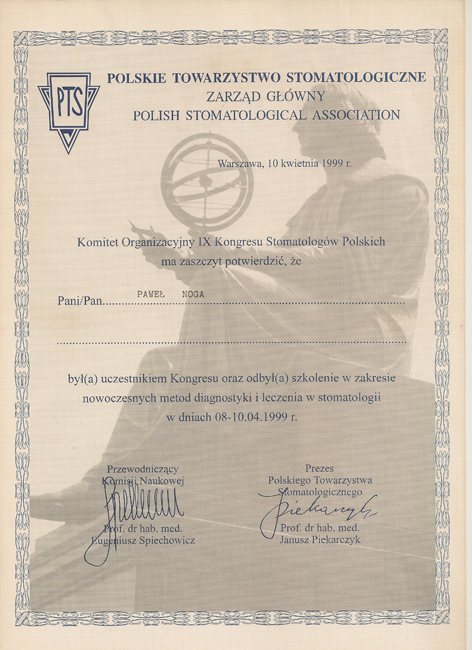 PTS
POLSKIE TOWARZYSTWO STOMATOLOGICZNE
ZARZĄD GŁÓWNY
POLISH STOMATOLOGICAL ASSOCIATION
Warszawa, 10 kwietnia 1999 r.
Komitet Organizacyjny IX Kongresu Stomatologów Polskich
ma zaszczyt potwierdzić, że
Pani/Pan PAWEŁ NOGA
był(a) uczestnikiem Kongresu oraz odbył(a) szkolenie w zakresie
nowoczesnych metod diagnostyki i leczenia w stomatologii
w dniach 08-10.04.1999 r.
Przewodniczący
Komisji Naukowej
Prof. dr hab. med.
Eugeniusz Spiechowicz
Prezes
Polskiego Towarzystwa
Stomatologicznego
Piekarczyk
Prof. dr hab. med.
Janusz Piekarczyk